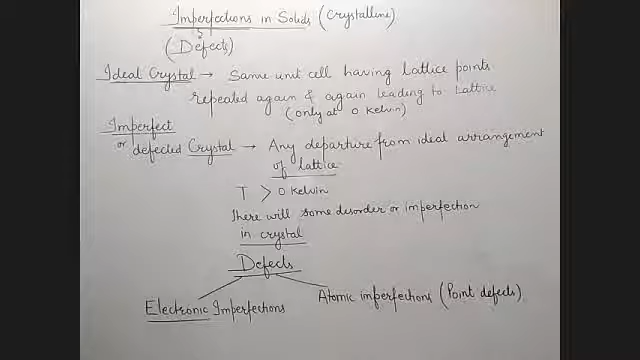 Imperfections in Solids (Crystalline)
(Defects)
Ideal Crystal → Same unit cell having lattice points
repeated again & again leading to Lattice
(only at 0 Kelvin)
Imperfect
or defected Crystal → Any departure from ideal arrangement
of lattice
T > 0 Kelvin
There will some disorder or imperfection
in crystal
Defects
Electronic Imperfections
Atomic imperfections (Point defects)